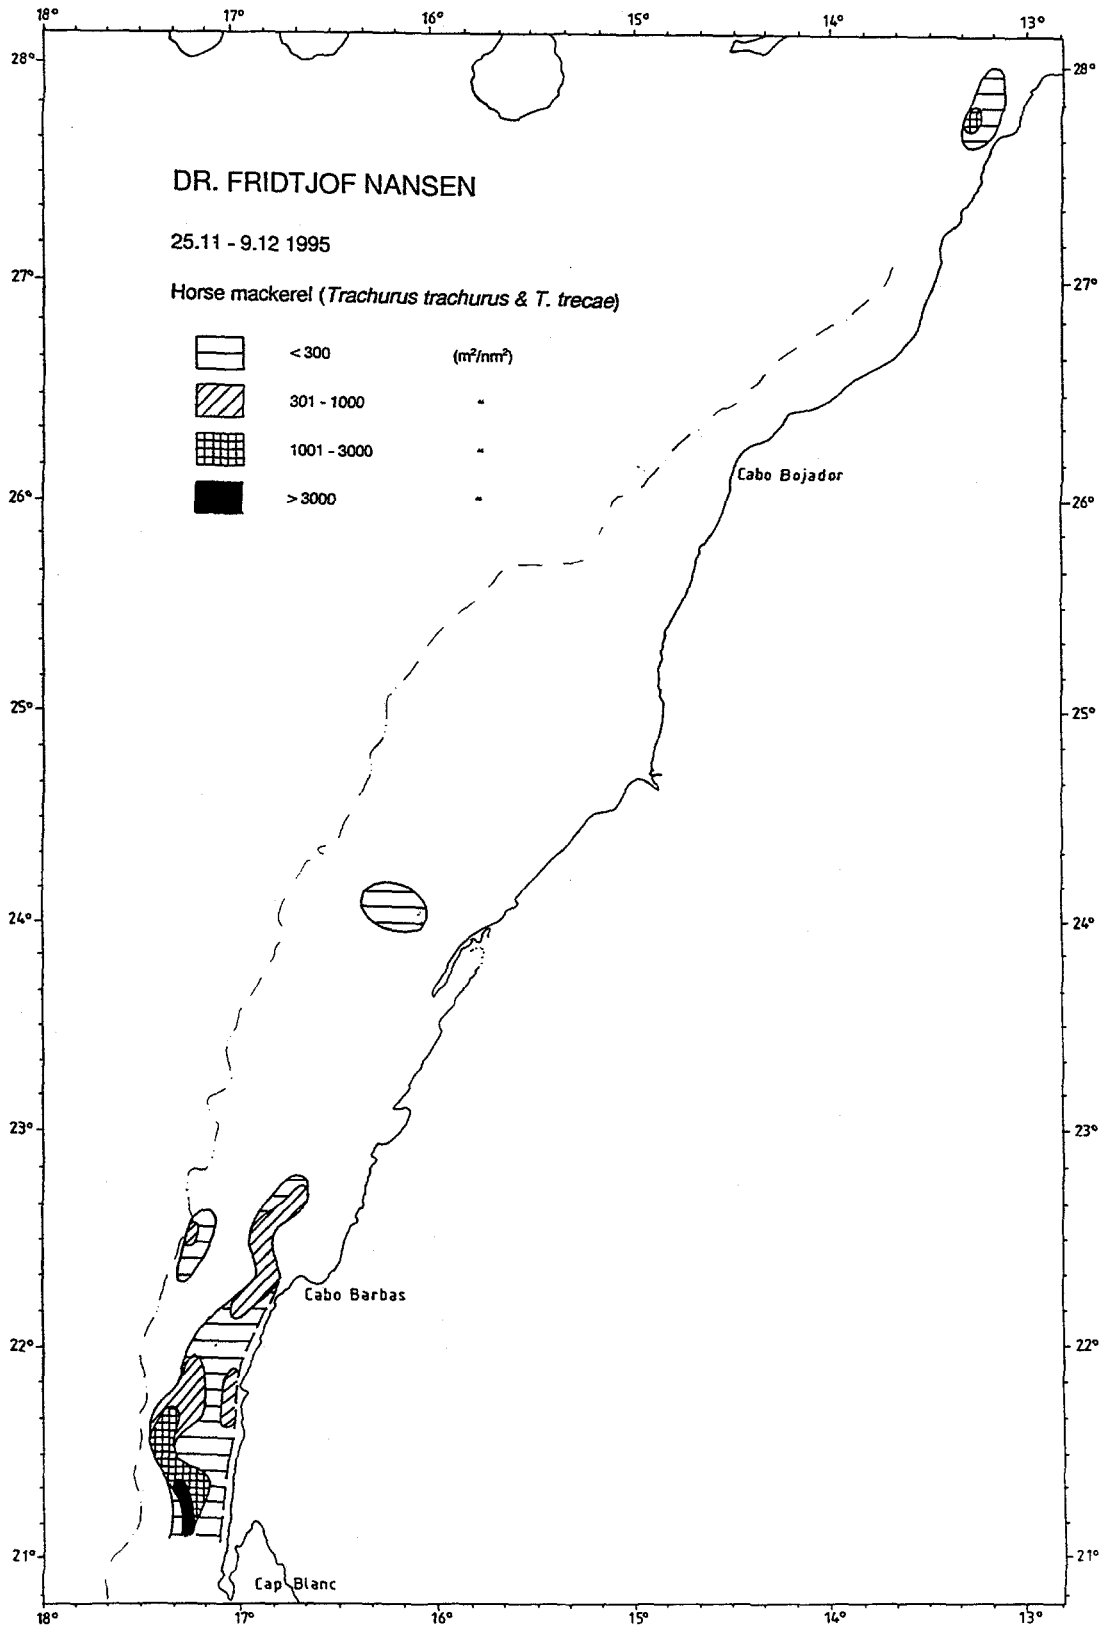 18° 17° 16° 15° 14° 13°
28° 28°
DR. FRIDTJOF NANSEN
25.11 - 9.12 1995
27° 27°
Horse mackerel (Trachurus trachurus & T. trecae)
<300 (m²/nm²)
301 - 1000 "
1001 - 3000 "
>3000 "
Cabo Bojador
26° 26°
25° 25°
24° 24°
23° 23°
Cabo Barbas
22° 22°
21° 21°
Cap Blanc
18° 17° 16° 15° 14° 13°